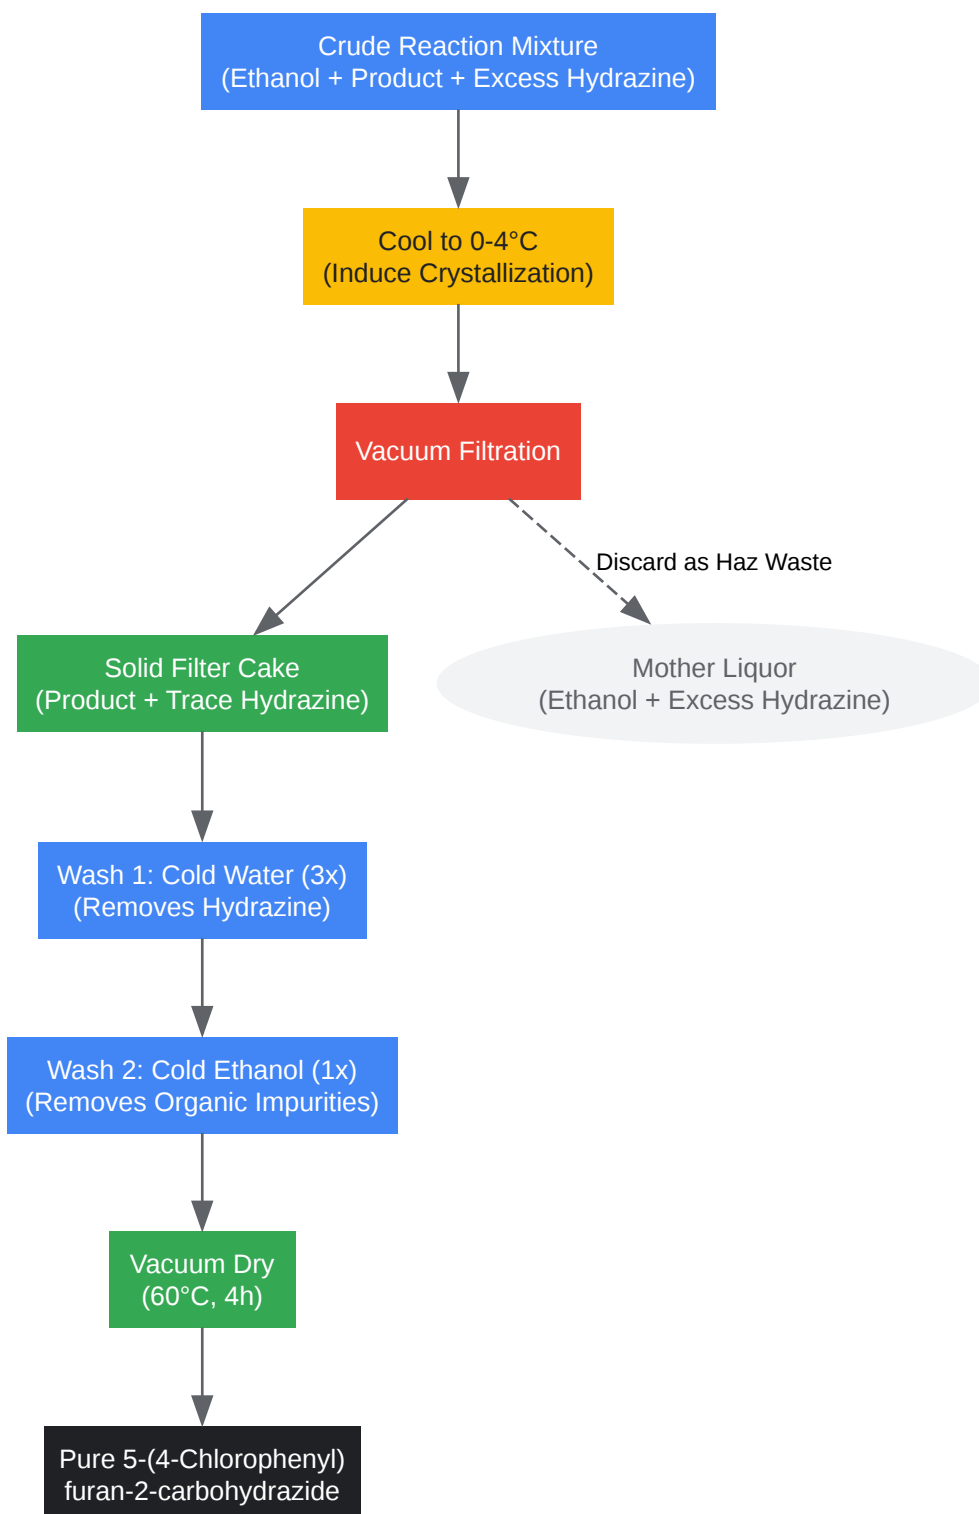 Crude Reaction Mixture
(Ethanol + Product + Excess Hydrazine)
Cool to 0-4°C
(Induce Crystallization)
Vacuum Filtration
Discard as Haz Waste
Solid Filter Cake
(Product + Trace Hydrazine)
Mother Liquor
(Ethanol + Excess Hydrazine)
Wash 1: Cold Water (3x)
(Removes Hydrazine)
Wash 2: Cold Ethanol (1x)
(Removes Organic Impurities)
Vacuum Dry
(60°C, 4h)
Pure 5-(4-Chlorophenyl)
furan-2-carbohydrazide